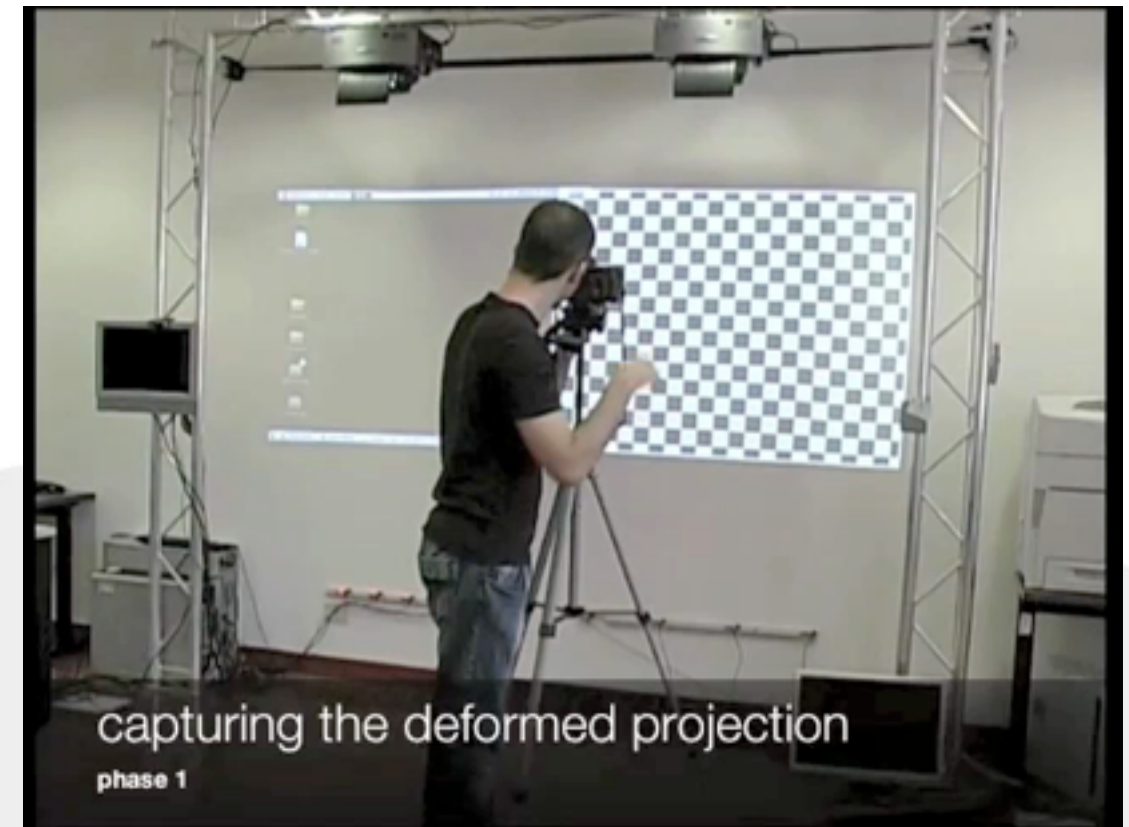 capturing the deformed projection
phase 1